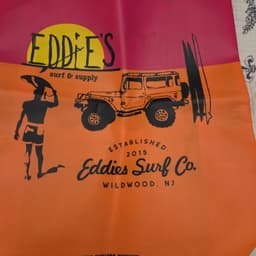 EDDIE'S
surf & supply
ESTABLISHED
2015
Eddies Surf Co.
WILDWOOD, NJ